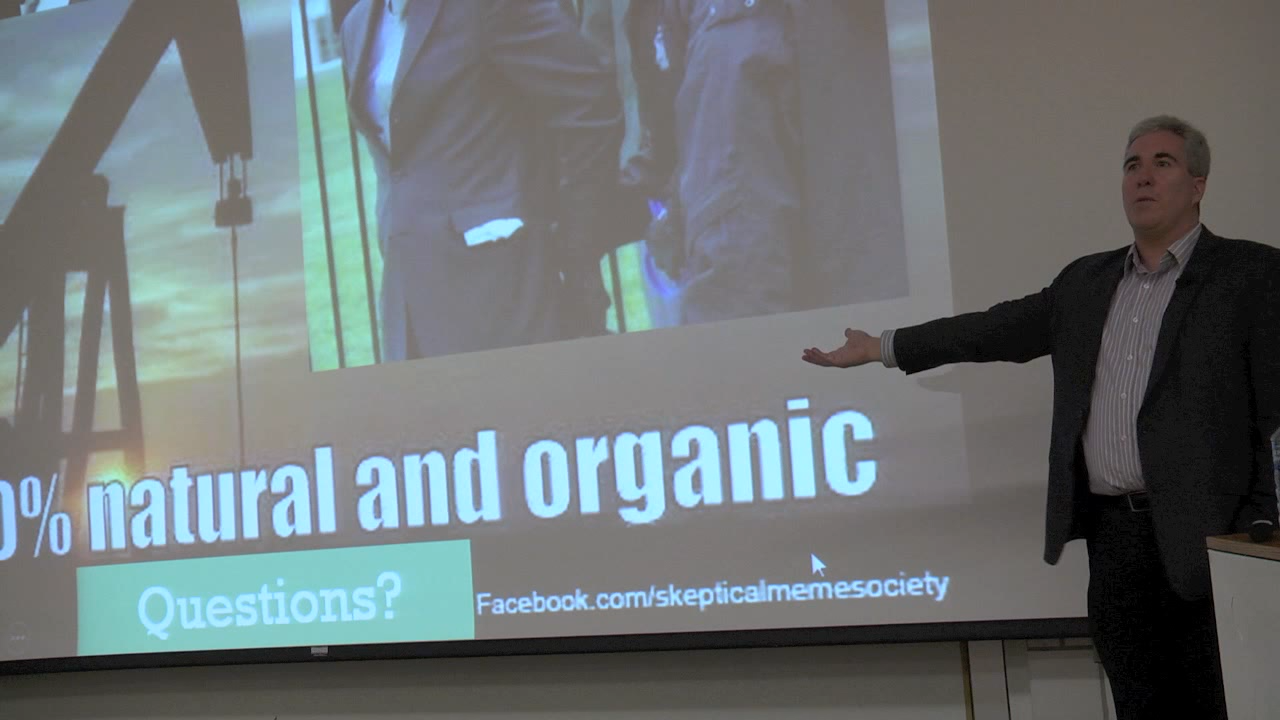 0% natural and organic
Questions?
Facebook.com/skepticalmemesociety